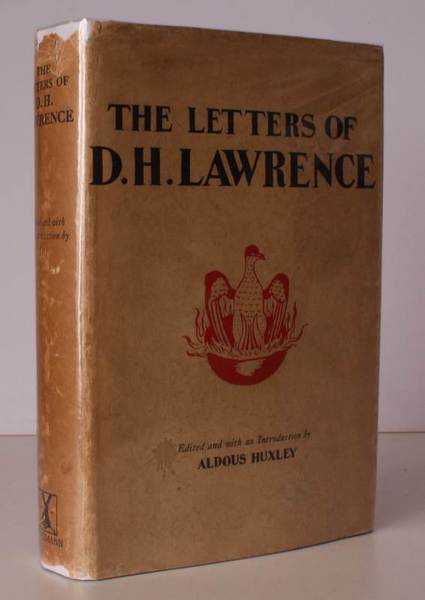 THE
LETTERS OF
D.H.
LAWRENCE
THE LETTERS OF
D.H. LAWRENCE
Edited and with an Introduction by
ALDOUS HUXLEY